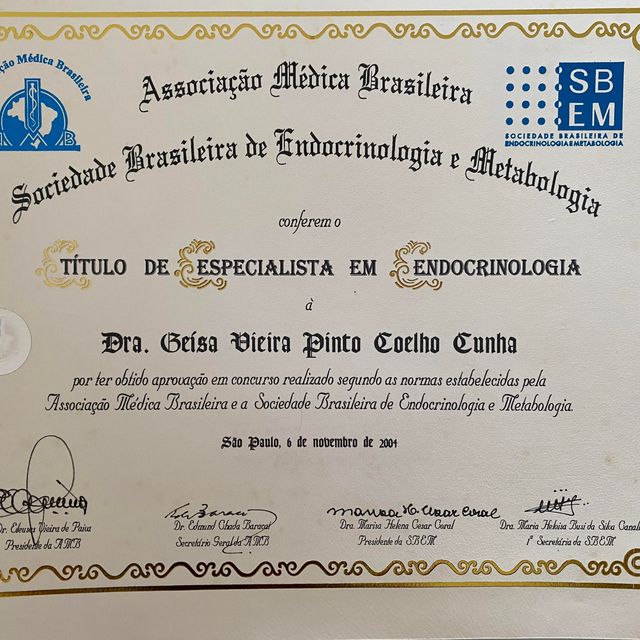 ção Médica Brasileira
A B
Associação Médica Brasileira
SB
EM
SOCIEDADE BRASILEIRA DE
ENDOCRINOLOGIA E METABOLOGIA
Sociedade Brasileira de Endocrinologia e Metabologia
conferem o
TÍTULO DE ESPECIALISTA EM ENDOCRINOLOGIA
à
Dra. Geísa Vieira Pinto Coelho Cunha
por ter obtido aprovação em concurso realizado segundo as normas estabelecidas pela
Associação Médica Brasileira e a Sociedade Brasileira de Endocrinologia e Metabologia.
São Paulo, 6 de novembro de 2004
Dr. Eleuses Vieira de Paiva
Presidente da AMB
Dr. Edmund Chada Baracat
Secretário Geral da AMB
Dra. Marisa Helena Cesar Coral
Presidente da SBEM
Dra. Maria Heloisa Busi da Silva Canal
1ª Secretária da SBEM